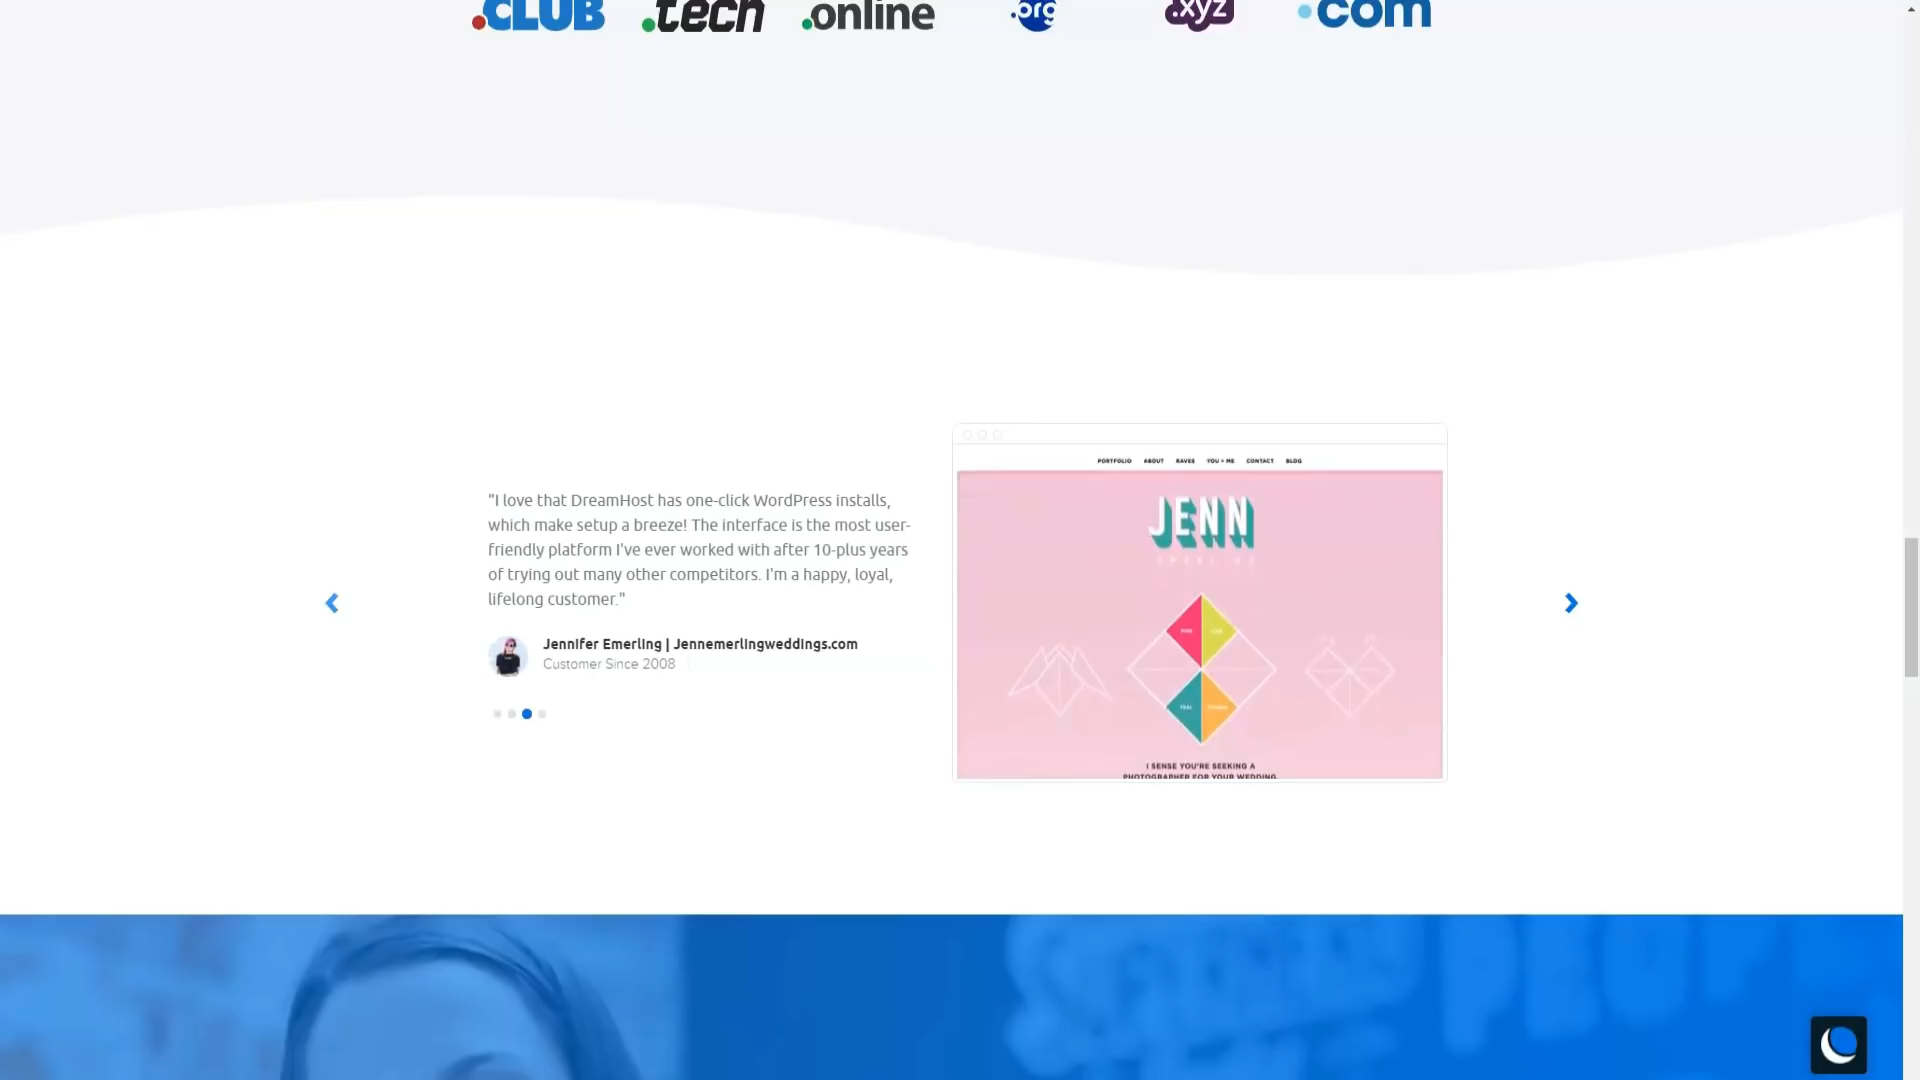 .CLUB .tech .online .org .xyz .com
PORTFOLIO ABOUT RAVES YOU + ME CONTACT BLOG
JENN
"I love that DreamHost has one-click WordPress installs,
which make setup a breeze! The interface is the most user-
friendly platform I've ever worked with after 10-plus years
of trying out many other competitors. I'm a happy, loyal,
lifelong customer."
Jennifer Emerling | Jennemerlingweddings.com
Customer Since 2008
PINK
TEAL
I SENSE YOU'RE SEEKING A
PHOTOGRAPHER FOR YOUR WEDDING